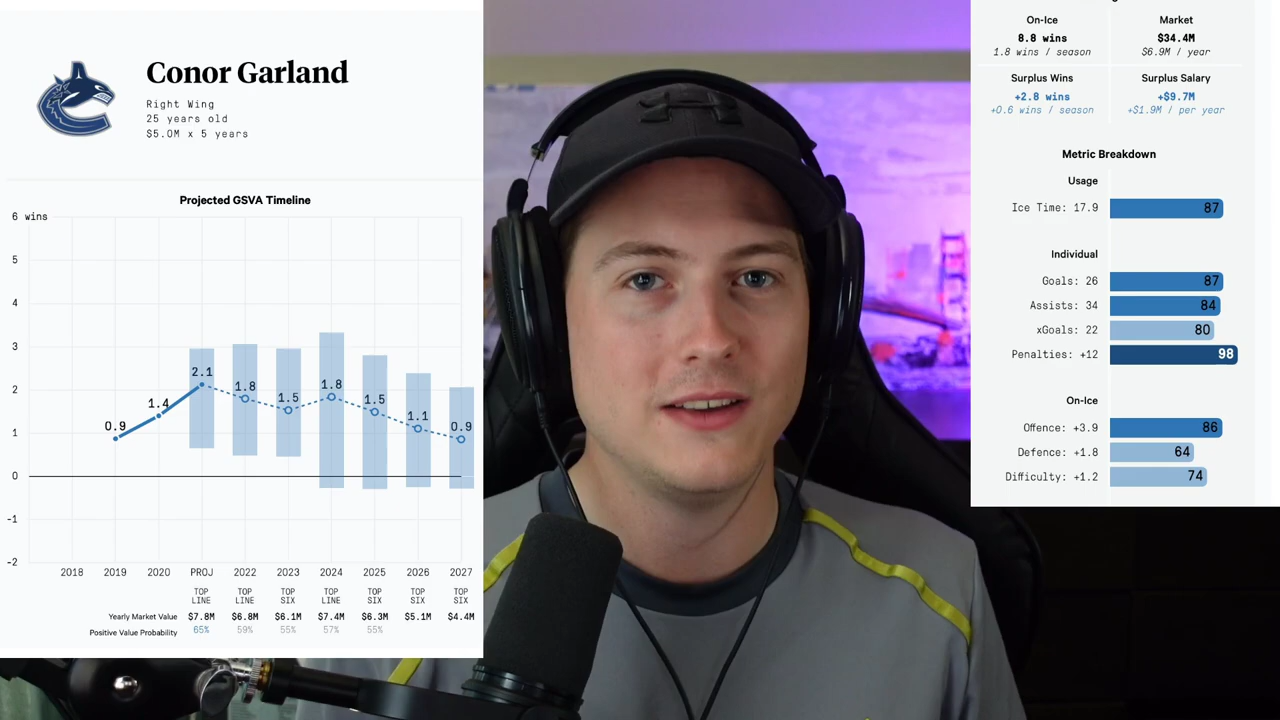 Conor Garland
Right Wing
25 years old
$5.0M x 5 years
Projected GSVA Timeline
6 wins
5
4
3
2
1
0
-1
-2
0.9
1.4
2.1
1.8
1.5
1.8
1.5
1.1
0.9
2018 2019 2020 PROJ 2022 2023 2024 2025 2026 2027
TOP TOP TOP TOP TOP TOP TOP
LINE LINE SIX LINE SIX SIX SIX
Yearly Market Value $7.8M $6.8M $6.1M $7.4M $6.3M $5.1M $4.4M
Positive Value Probability 65% 59% 55% 57% 55%
On-Ice Market
8.8 wins $34.4M
1.8 wins / season $6.9M / year
Surplus Wins Surplus Salary
+2.8 wins +$9.7M
+0.6 wins / season +$1.9M / per year
Metric Breakdown
Usage
Ice Time: 17.9 87
Individual
Goals: 26 87
Assists: 34 84
xGoals: 22 80
Penalties: +12 98
On-Ice
Offence: +3.9 86
Defence: +1.8 64
Difficulty: +1.2 74